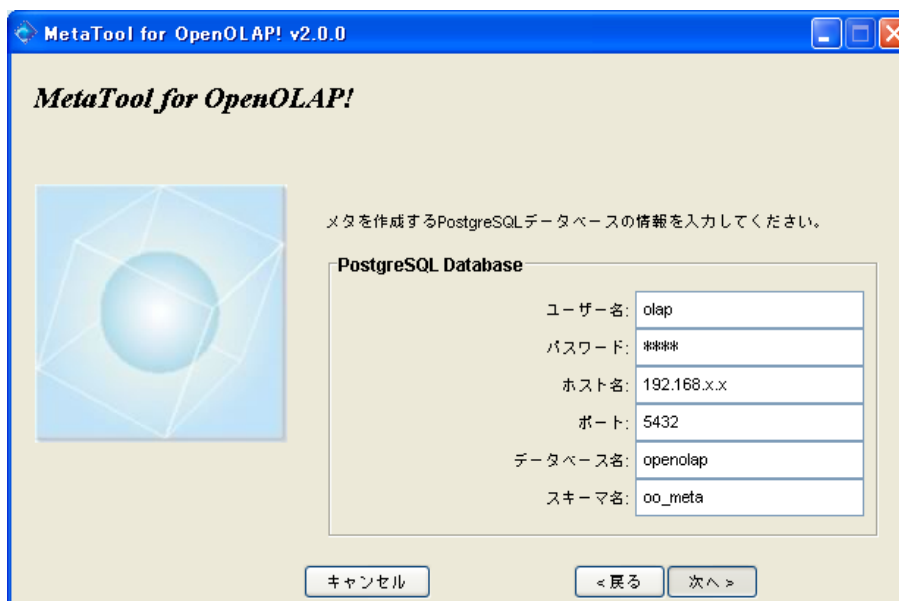 MetaTool for OpenOLAP! v2.0.0
MetaTool for OpenOLAP!
メタを作成するPostgreSQLデータベースの情報を入力してください。
PostgreSQL Database
ユーザー名: olap
パスワード: ****
ホスト名: 192.168.x.x
ポート: 5432
データベース名: openolap
スキーマ名: oo_meta
キャンセル <戻る 次へ>